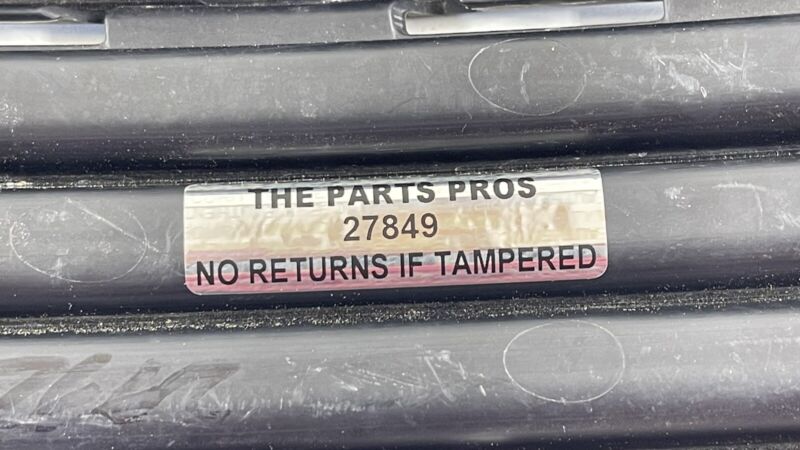 THE PARTS PROS
27849
NO RETURNS IF TAMPERED